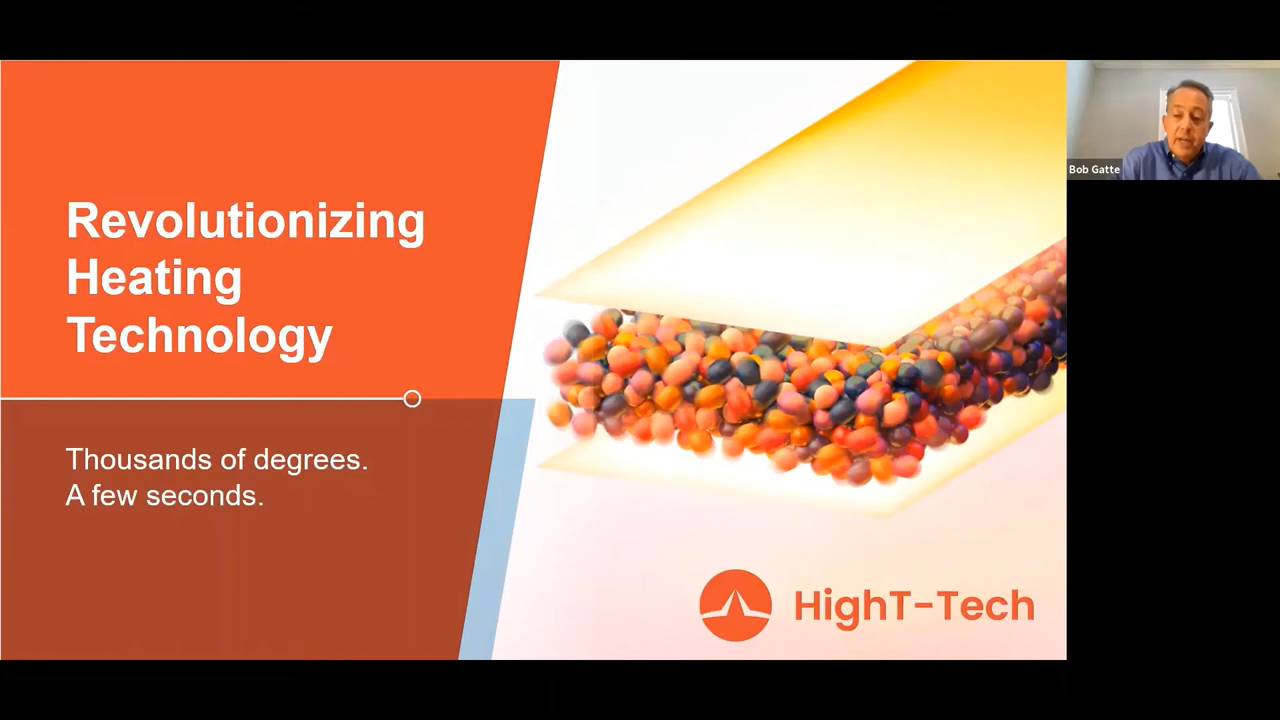 Revolutionizing
Heating
Technology
Thousands of degrees.
A few seconds.
HighT-Tech
Bob Gatte